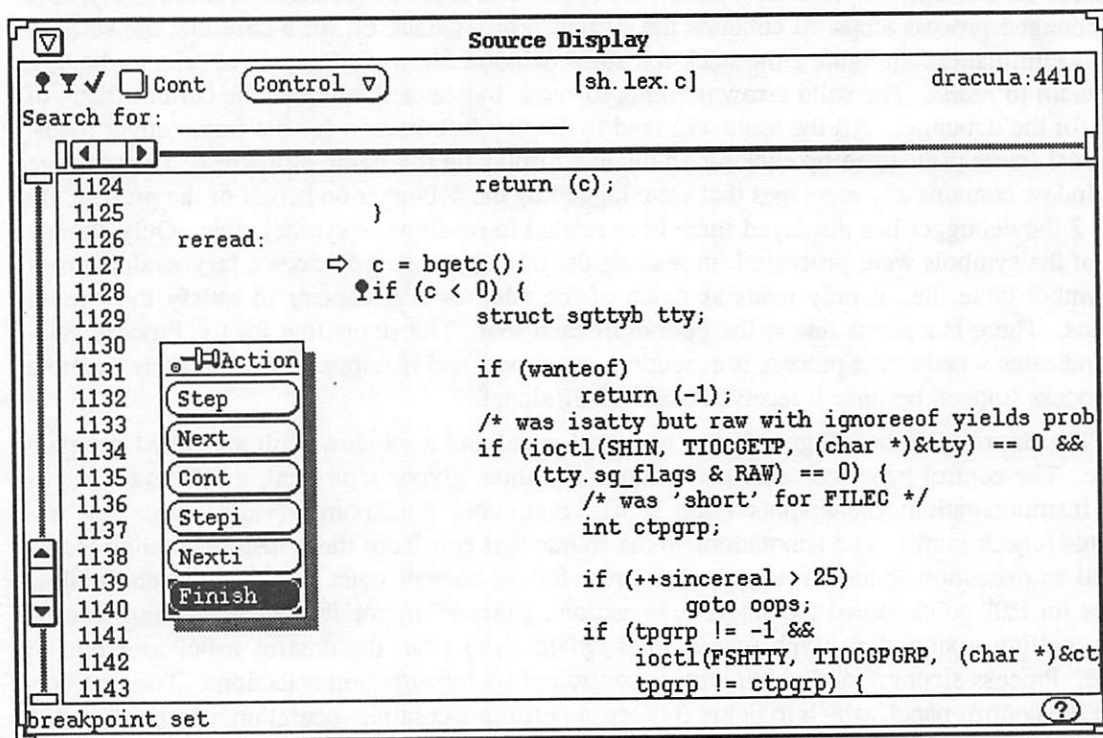 Source Display
Cont Control [sh.lex.c] dracula:4410
Search for:
1124 return (c);
1125 }
1126 reread:
1127 c = bgetc();
1128 if (c < 0) {
1129 struct sgttyb tty;
1130
1131 if (wanteof)
1132 return (-1);
1133 /* was isatty but raw with ignoreeof yields prob
1134 if (ioctl(SHIN, TIOCGETP, (char *)&tty) == 0 &&
1135 (tty.sg_flags & RAW) == 0) {
1136 /* was 'short' for FILEC */
1137 int ctpgrp;
1138
1139 if (++sincereal > 25)
1140 goto oops;
1141 if (tpgrp != -1 &&
1142 ioctl(FSHTTY, TIOCGPGRP, (char *)&ct
1143 tpgrp != ctpgrp) {
Action
Step
Next
Cont
Stepi
Nexti
Finish
breakpoint set
?